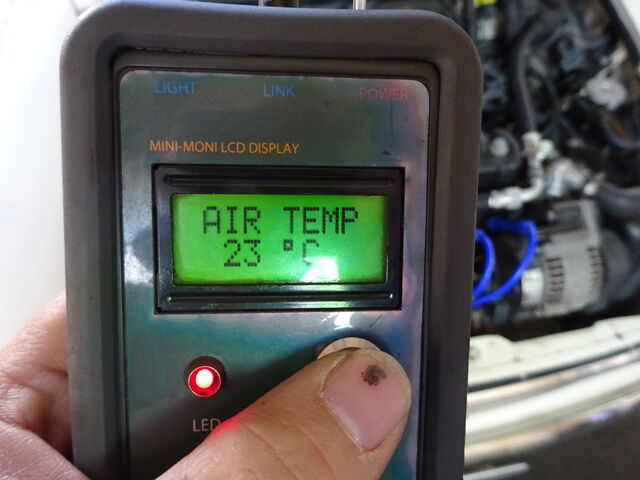 LIGHT LINK POWER
MINI-MONI LCD DISPLAY
AIR TEMP
23 °C
LED